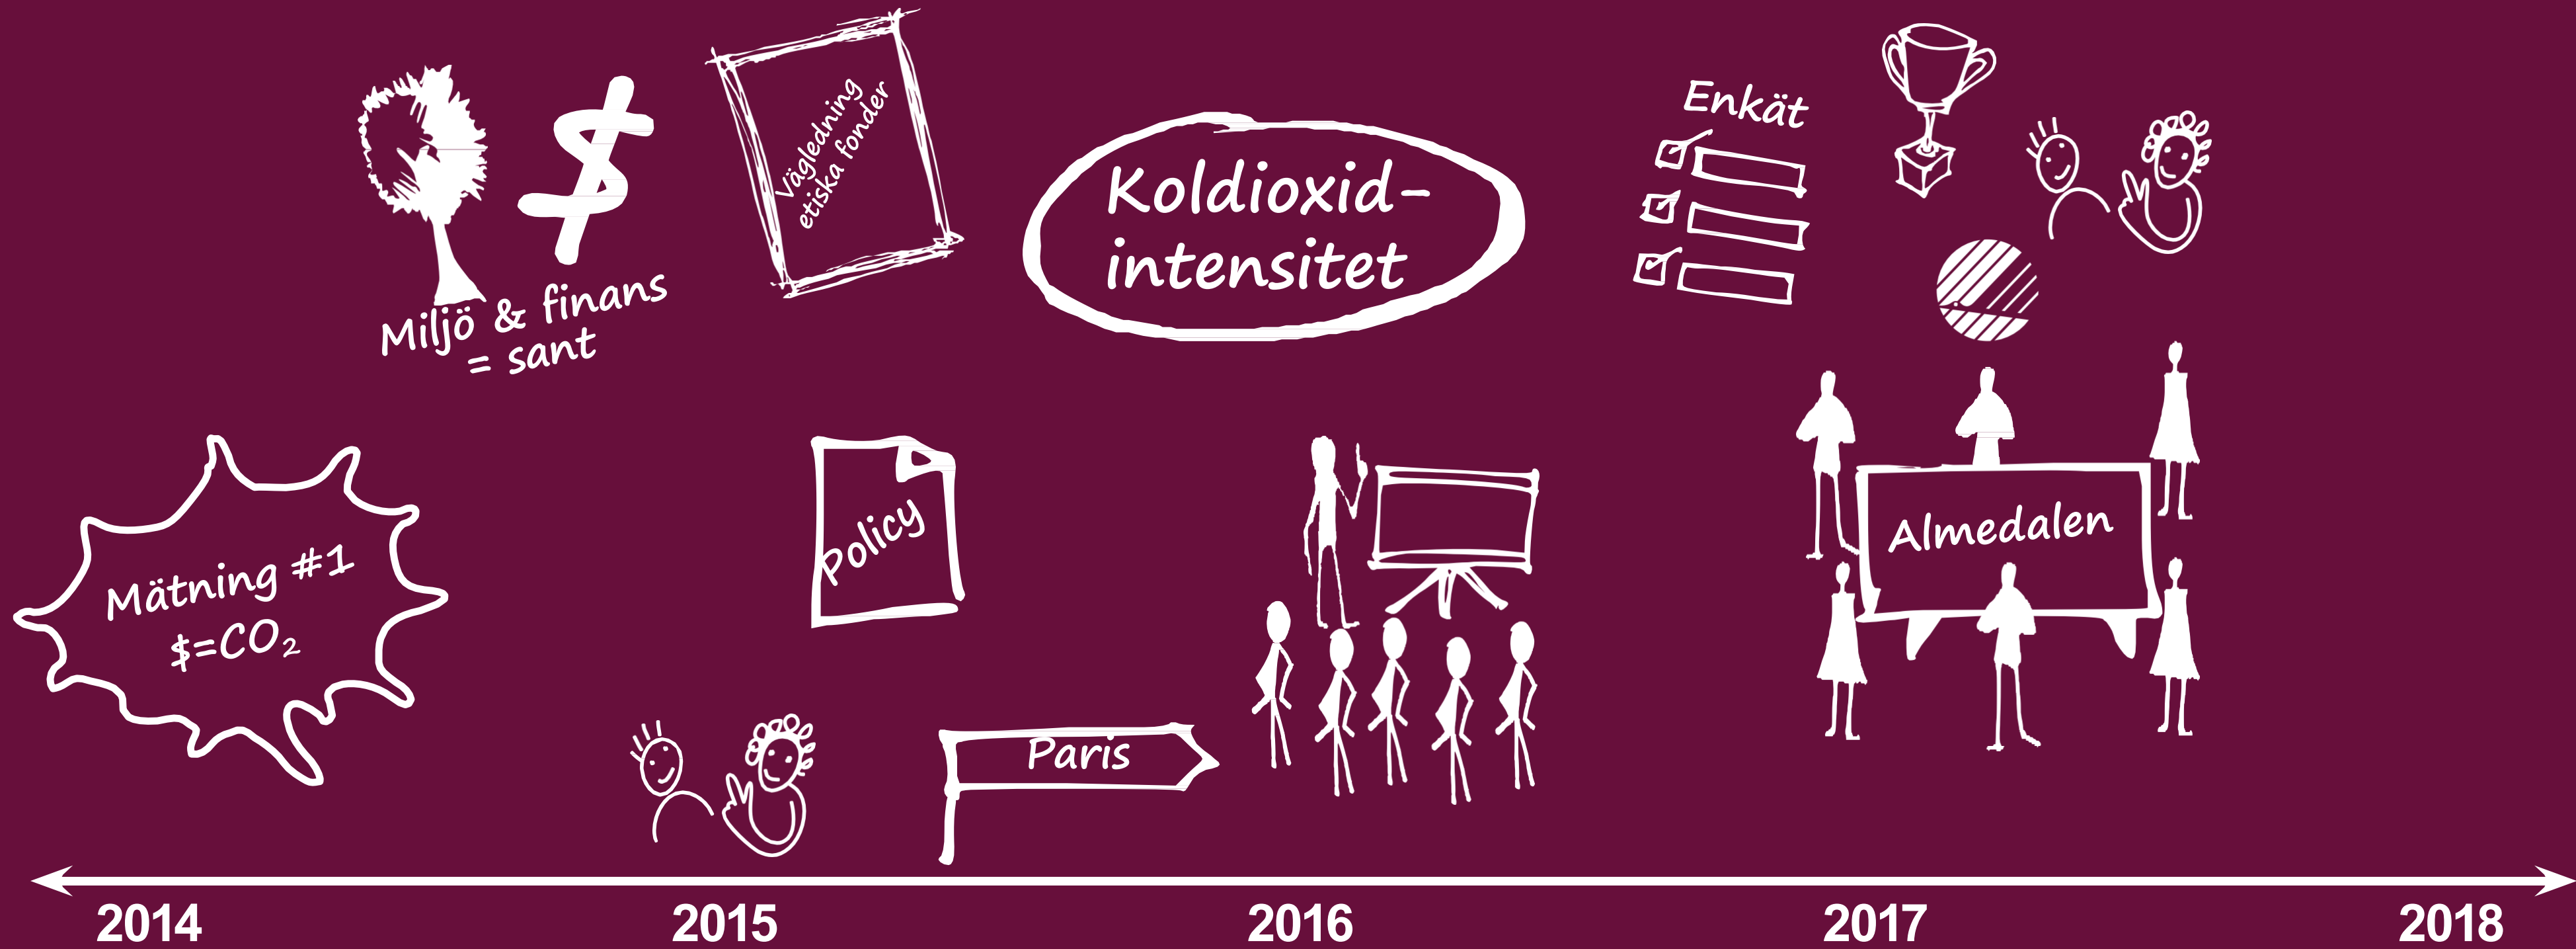 Miljö & finans
= sant
Vägledning
etiska fonder
Koldioxid-
intensitet
Enkät
Mätning #1
$=CO₂
Policy
Paris
Almedalen
2014
2015
2016
2017
2018